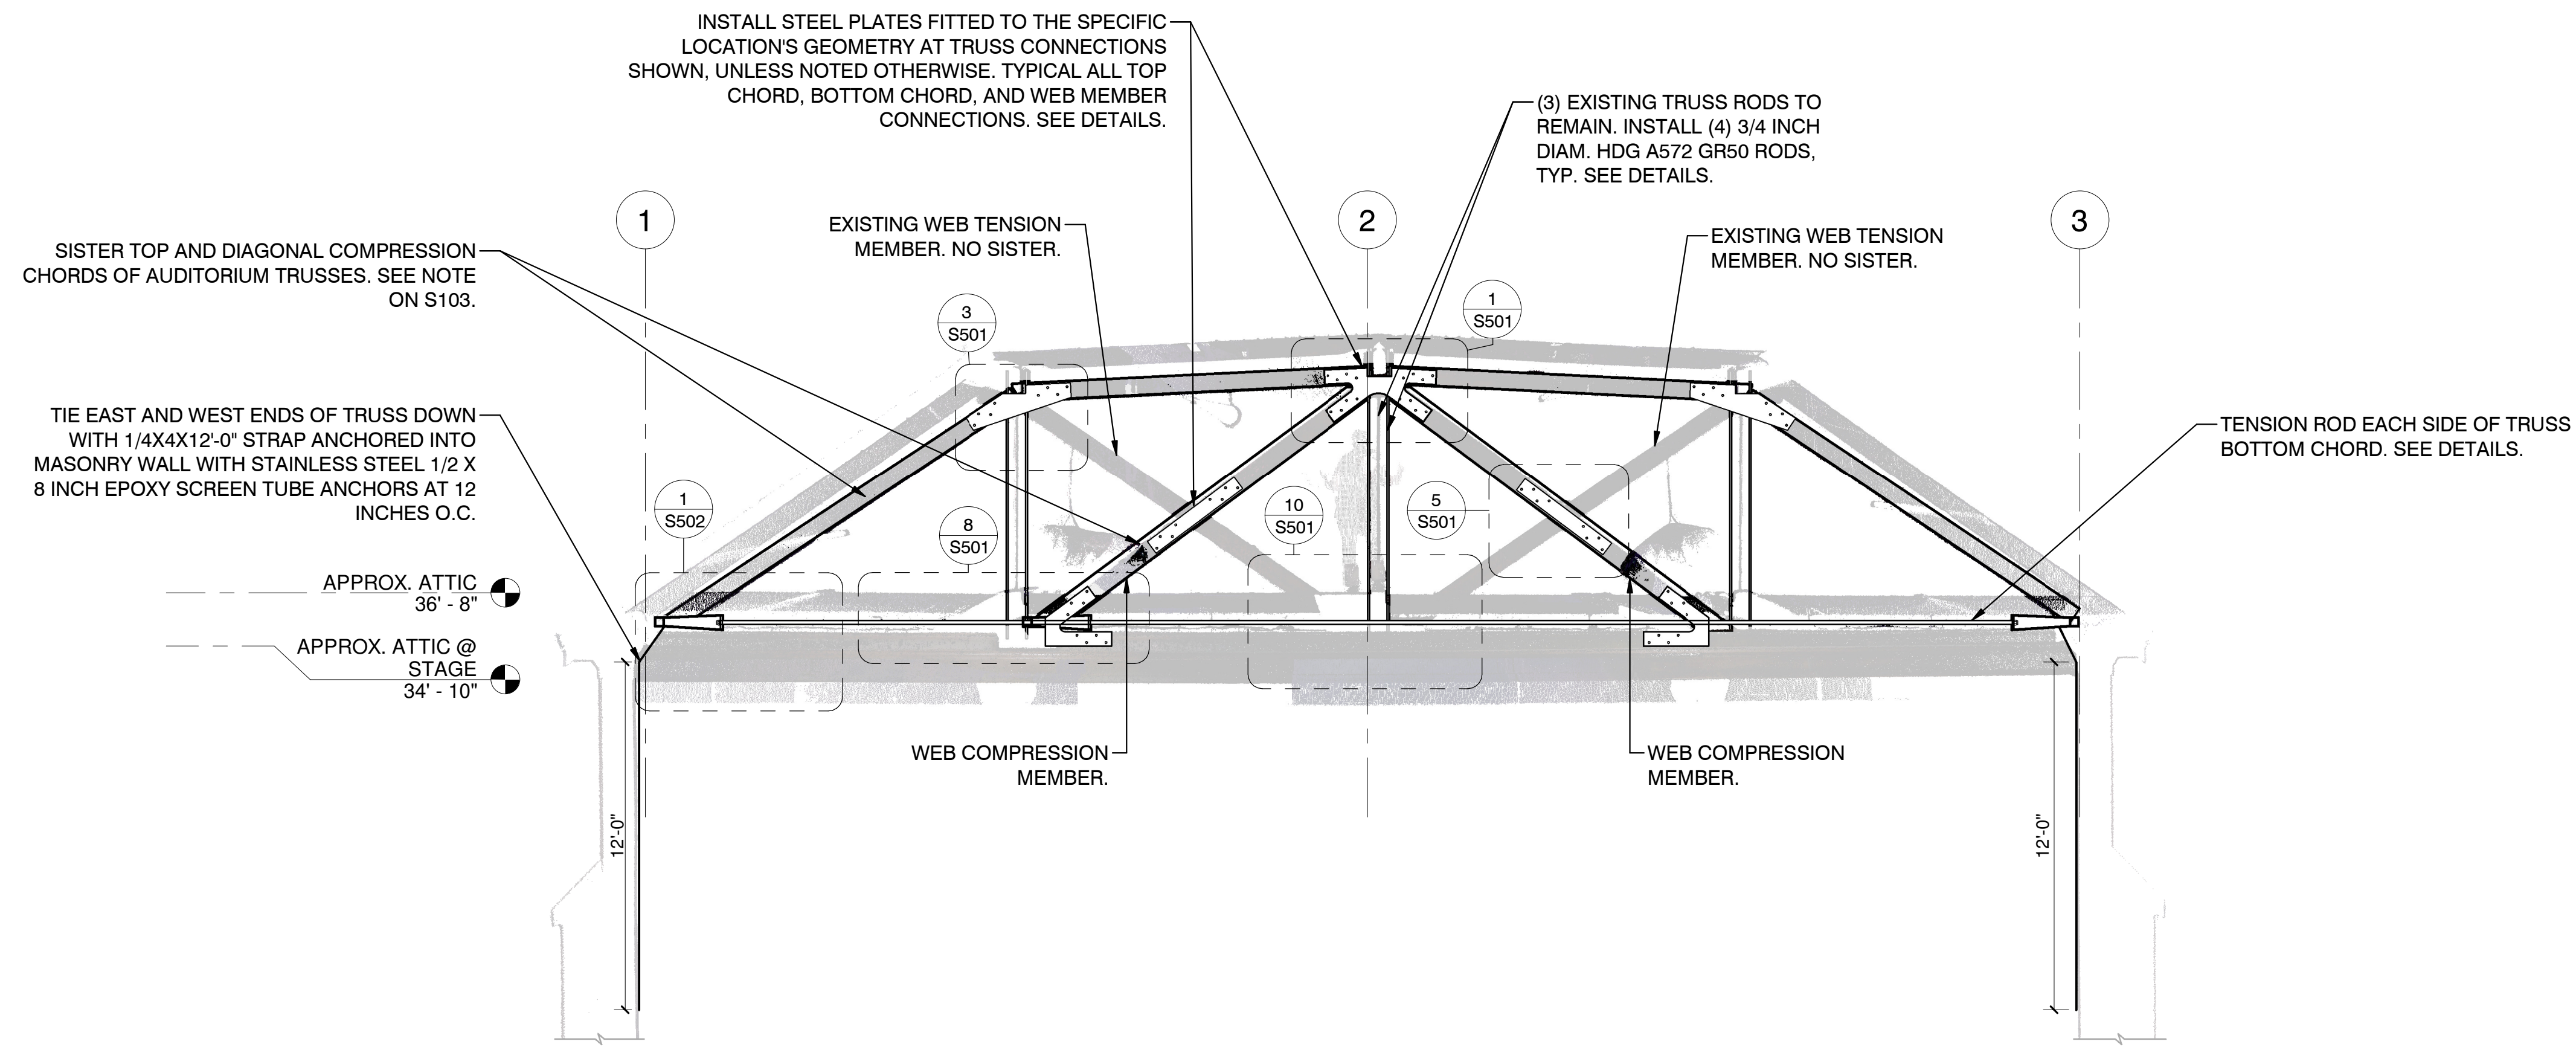 INSTALL STEEL PLATES FITTED TO THE SPECIFIC
LOCATION'S GEOMETRY AT TRUSS CONNECTIONS
SHOWN, UNLESS NOTED OTHERWISE. TYPICAL ALL TOP
CHORD, BOTTOM CHORD, AND WEB MEMBER
CONNECTIONS. SEE DETAILS.
(3) EXISTING TRUSS RODS TO
REMAIN. INSTALL (4) 3/4 INCH
DIAM. HDG A572 GR50 RODS,
TYP. SEE DETAILS.
1
2
3
EXISTING WEB TENSION
MEMBER. NO SISTER.
EXISTING WEB TENSION
MEMBER. NO SISTER.
SISTER TOP AND DIAGONAL COMPRESSION
CHORDS OF AUDITORIUM TRUSSES. SEE NOTE
ON S103.
3
S501
1
S501
TIE EAST AND WEST ENDS OF TRUSS DOWN
WITH 1/4X4X12'-0" STRAP ANCHORED INTO
MASONRY WALL WITH STAINLESS STEEL 1/2 X
8 INCH EPOXY SCREEN TUBE ANCHORS AT 12
INCHES O.C.
TENSION ROD EACH SIDE OF TRUSS
BOTTOM CHORD. SEE DETAILS.
1
S502
8
S501
10
S501
5
S501
APPROX. ATTIC
36' - 8"
APPROX. ATTIC @
STAGE
34' - 10"
WEB COMPRESSION
MEMBER.
WEB COMPRESSION
MEMBER.
12'-0"
12'-0"